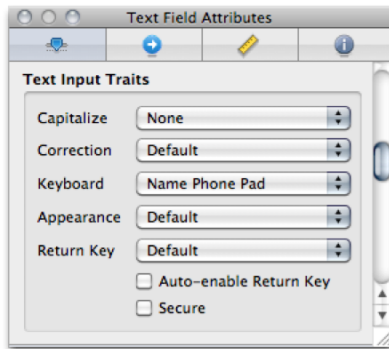 Text Field Attributes
Text Input Traits
Capitalize None
Correction Default
Keyboard Name Phone Pad
Appearance Default
Return Key Default
Auto-enable Return Key
Secure